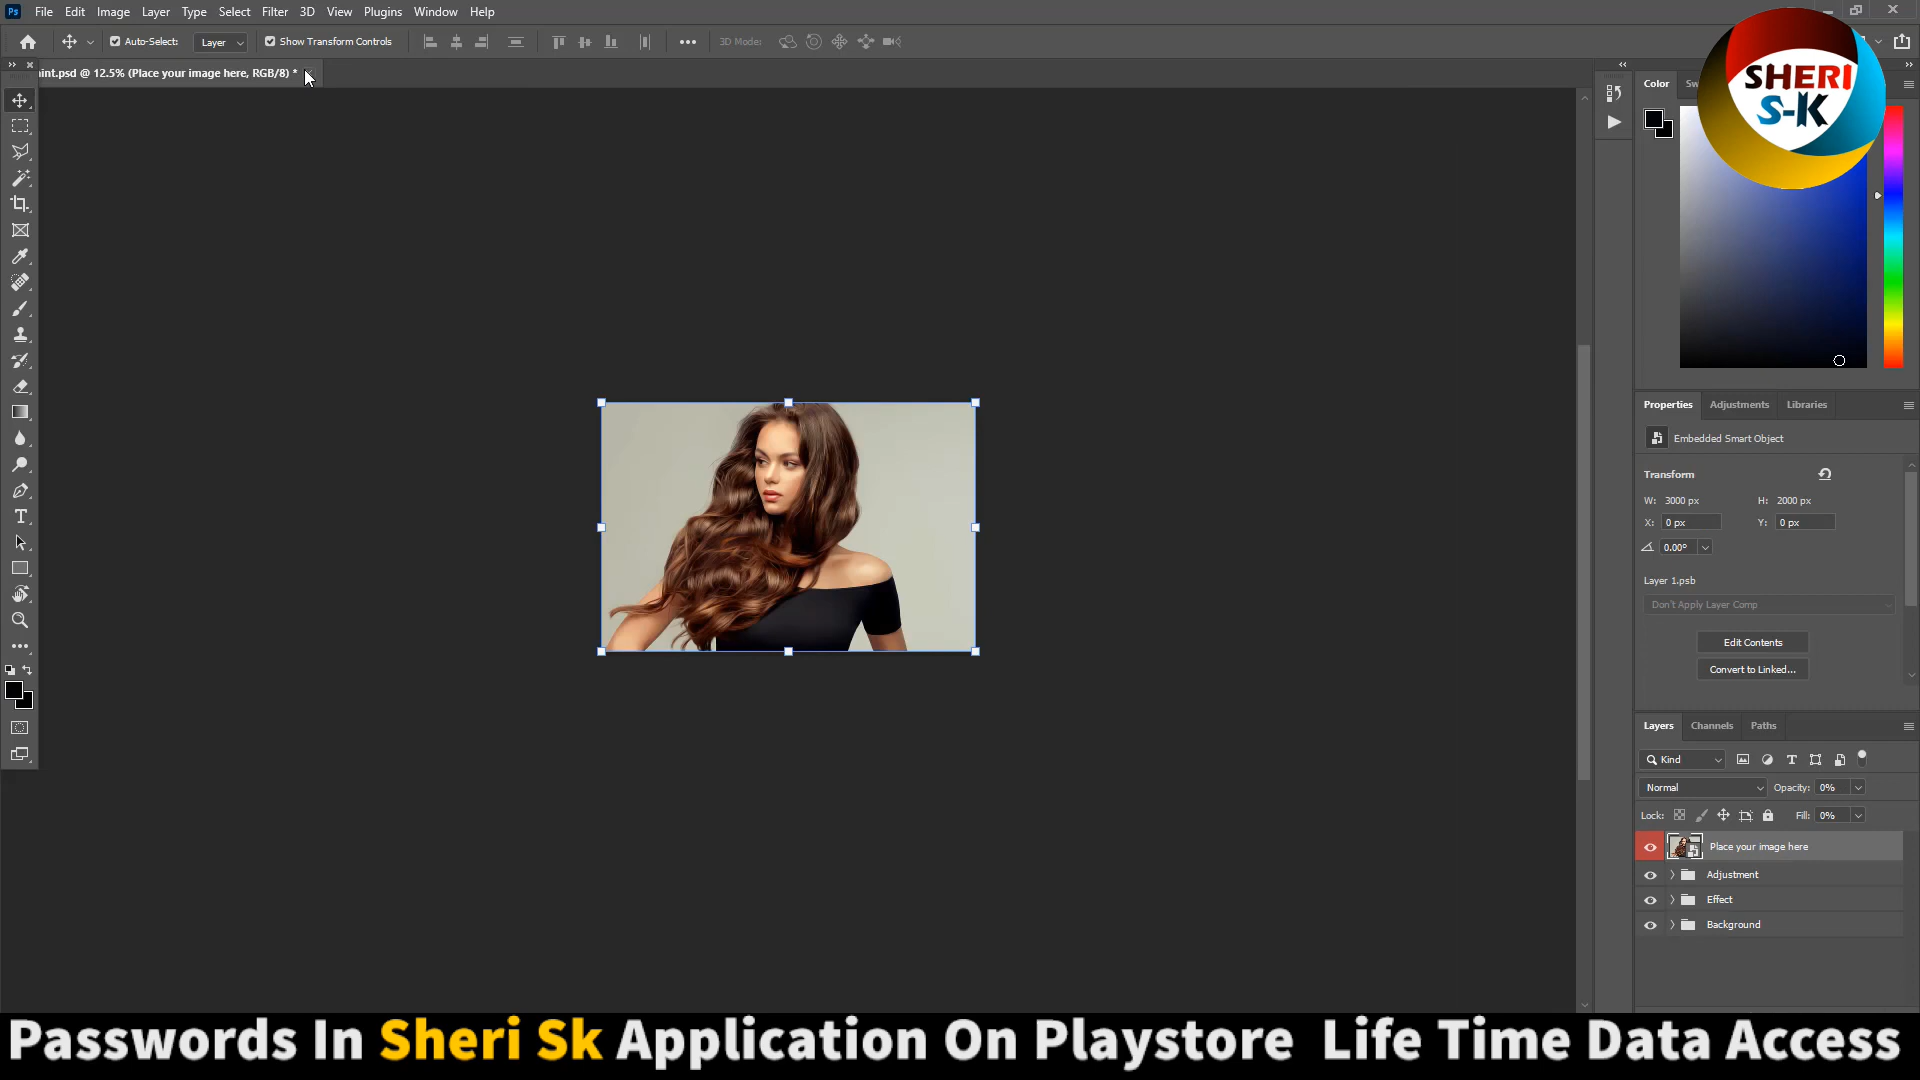 Ps File Edit Image Layer Type Select Filter 3D View Plugins Window Help
Auto-Select: Layer Show Transform Controls 3D Mode:
int.psd @ 12.5% (Place your image here, RGB/8) *
SHERI
S-K
Color
Properties Adjustments Libraries
Embedded Smart Object
Transform
W: 3000 px H: 2000 px
X: 0 px Y: 0 px
0.00°
Layer 1.psb
Don't Apply Layer Comp
Edit Contents
Convert to Linked...
Layers Channels Paths
Kind
Normal Opacity: 0%
Lock: Fill: 0%
Place your image here
Adjustment
Effect
Background
Passwords In Sheri Sk Application On Playstore Life Time Data Access